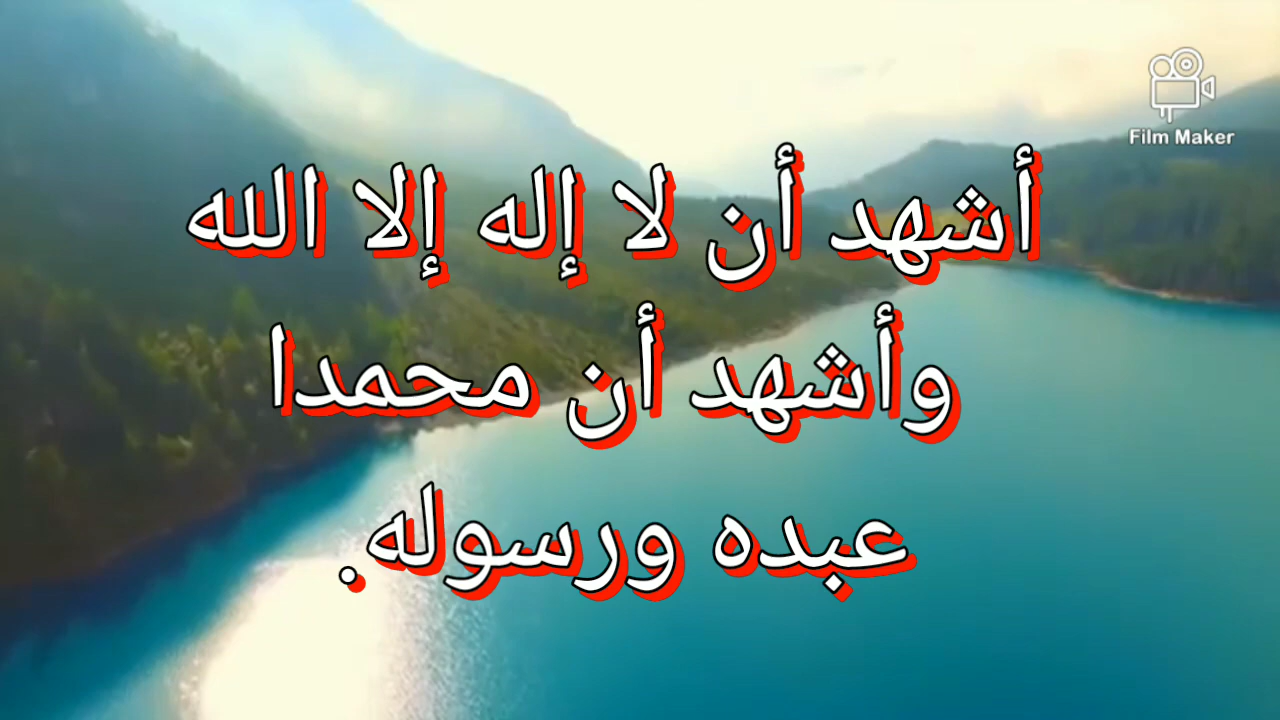 Film Maker
أشهد أن لا إله إلا الله
وأشهد أن محمدا
عبده ورسوله.